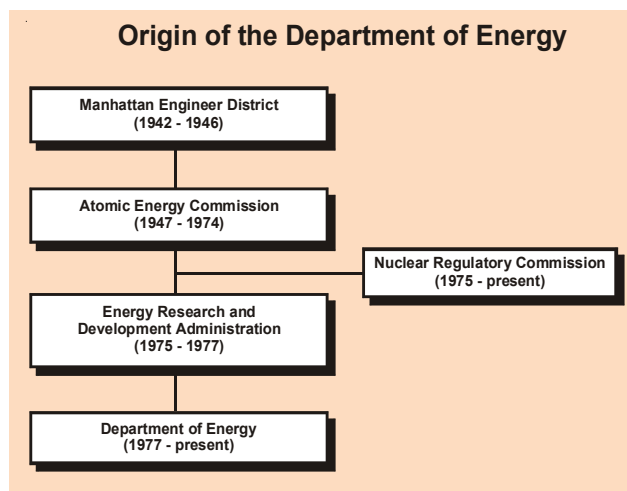 Origin of the Department of Energy
Manhattan Engineer District
(1942 - 1946)
Atomic Energy Commission
(1947 - 1974)
Nuclear Regulatory Commission
(1975 - present)
Energy Research and
Development Administration
(1975 - 1977)
Department of Energy
(1977 - present)